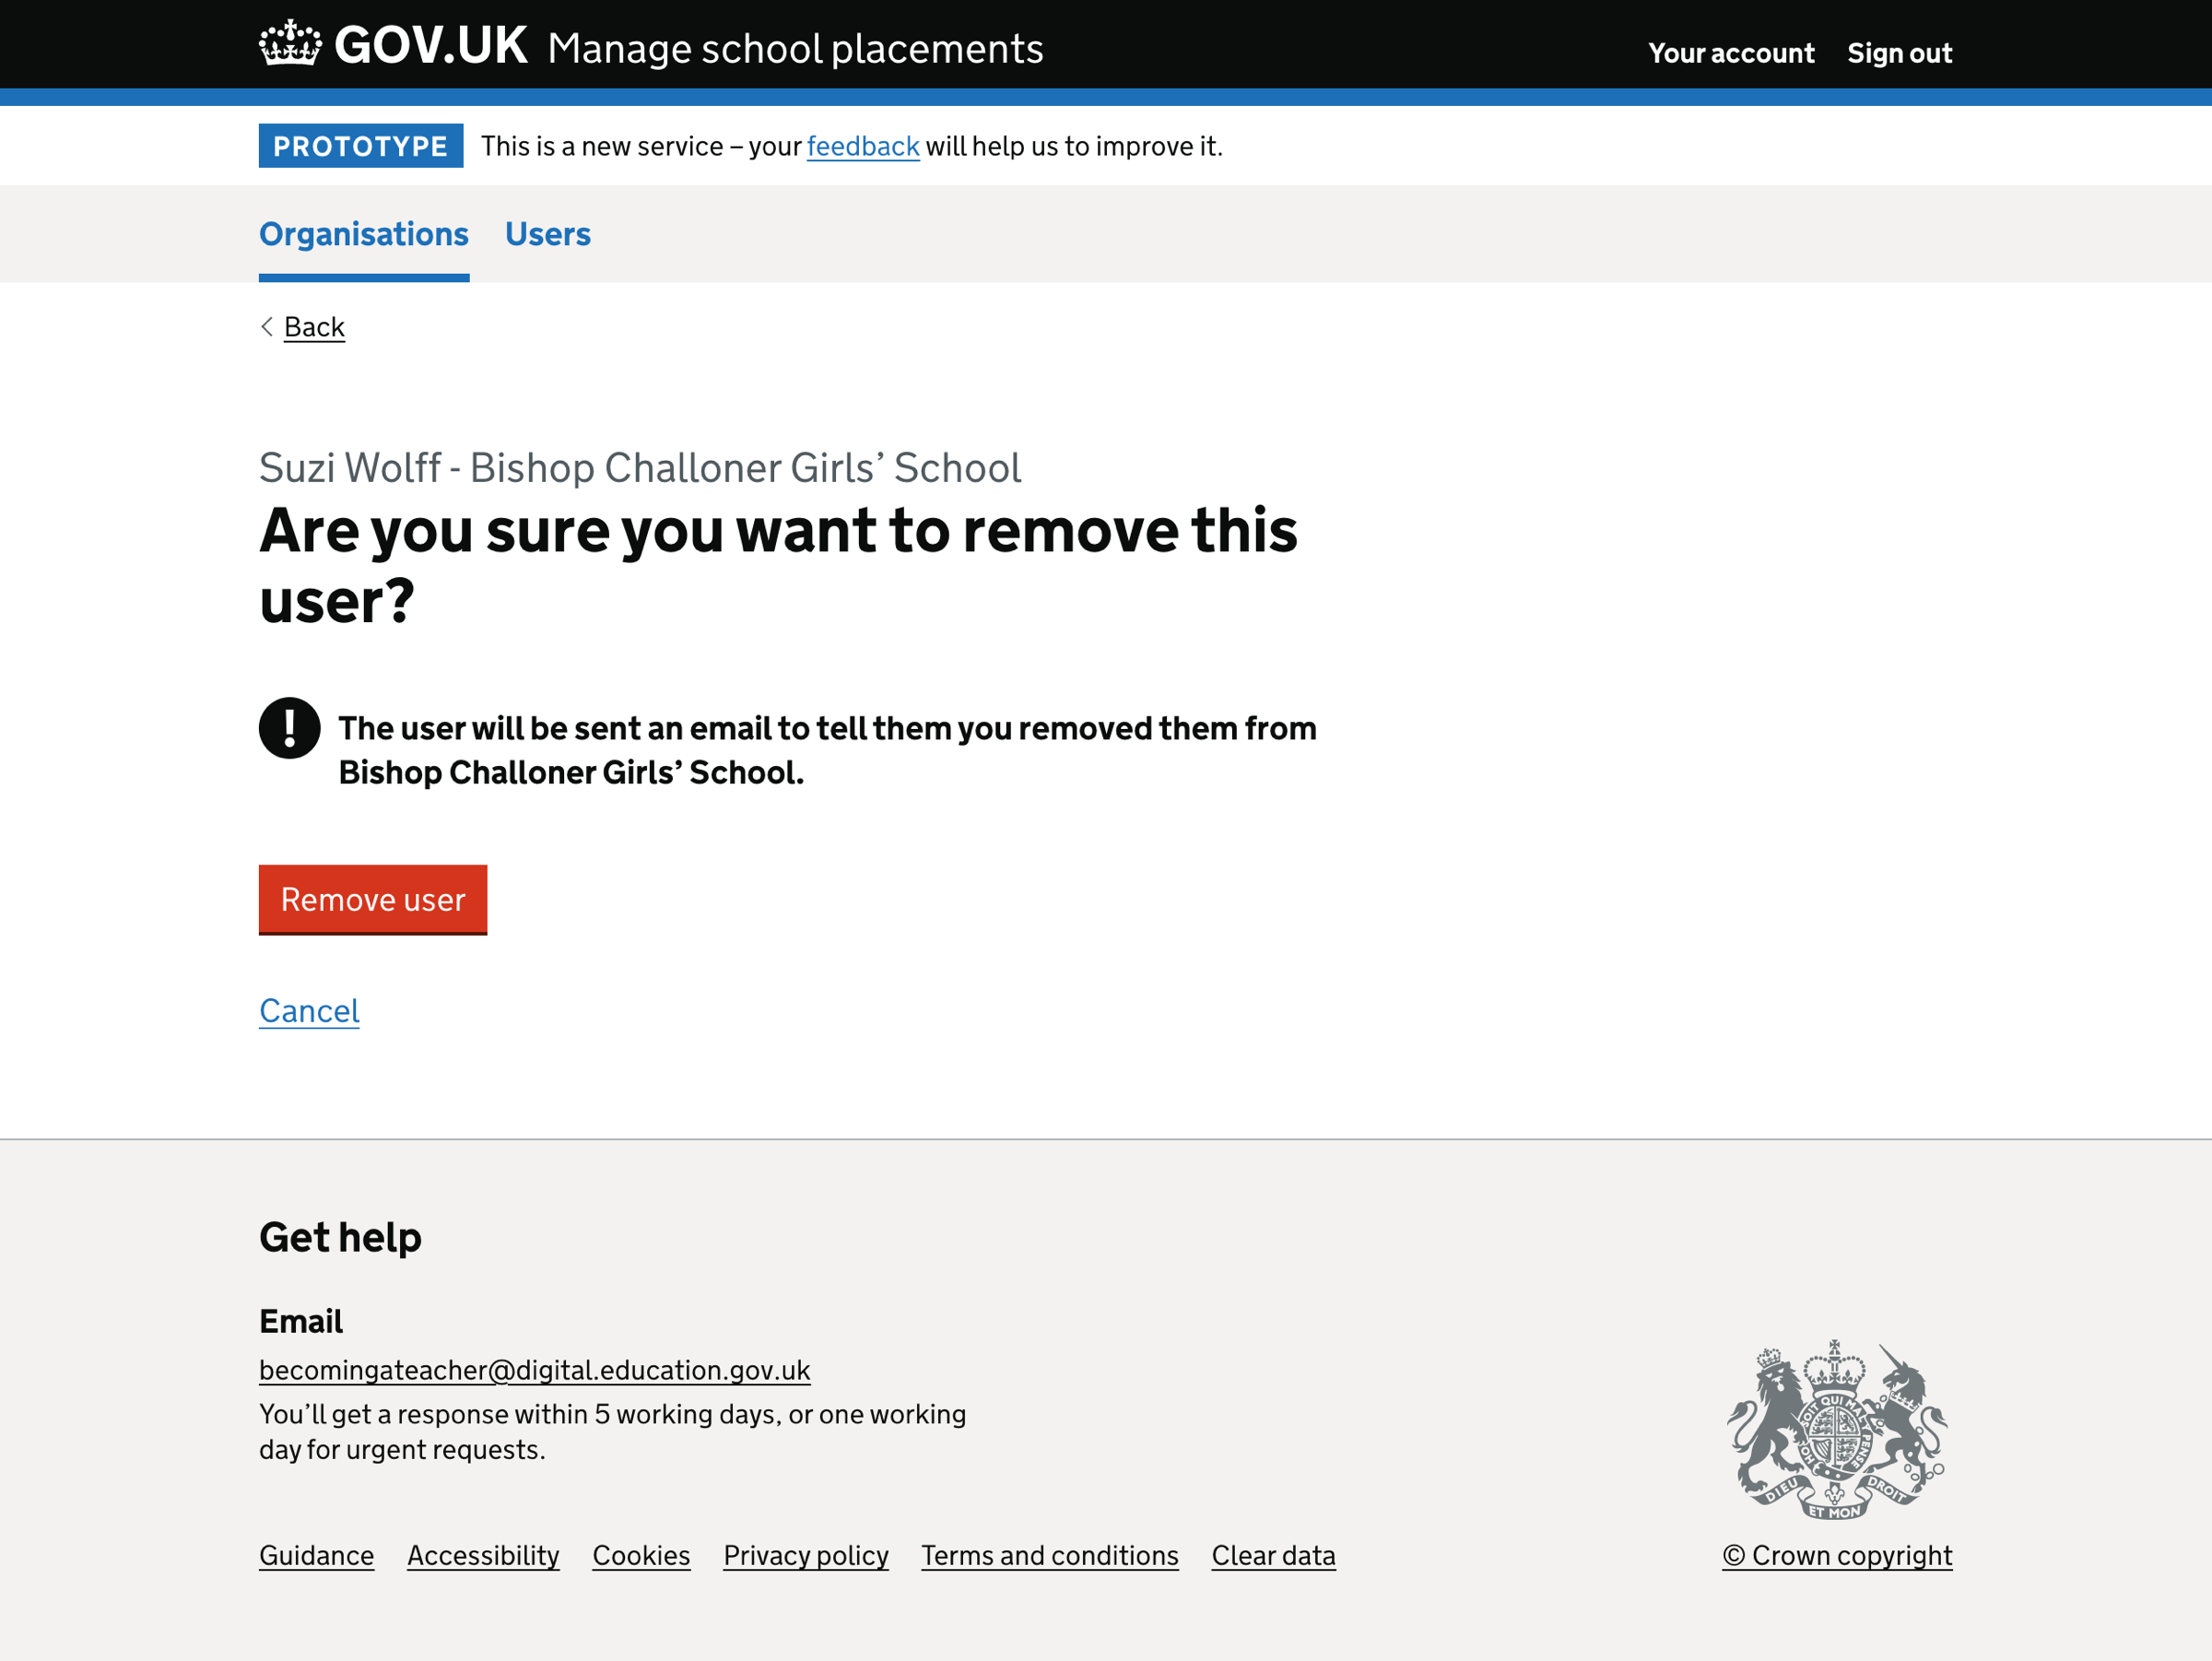 GOV.UK Manage school placements
Your account Sign out
PROTOTYPE This is a new service – your feedback will help us to improve it.
Organisations Users
Back
Suzi Wolff - Bishop Challoner Girls’ School
Are you sure you want to remove this
user?
! The user will be sent an email to tell them you removed them from
Bishop Challoner Girls’ School.
Remove user
Cancel
Get help
Email
becomingateacher@digital.education.gov.uk
You’ll get a response within 5 working days, or one working
day for urgent requests.
HONI SOIT QUI MAL Y PENSE
DIEU ET MON DROIT
Guidance Accessibility Cookies Privacy policy Terms and conditions Clear data
© Crown copyright